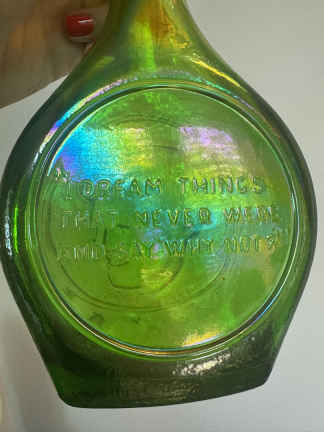 "I DREAM THINGS
THAT NEVER WERE
AND SAY WHY NOT?"